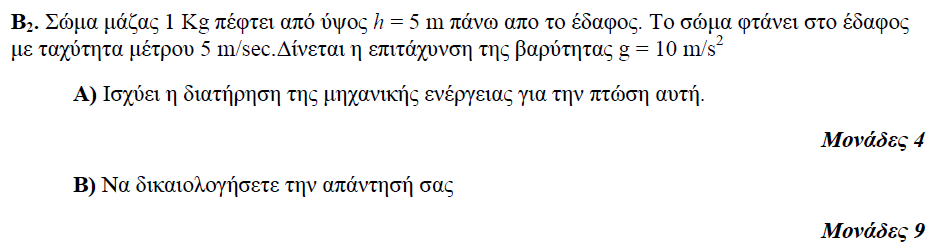 Β2. Σώμα μάζας 1 Kg πέφτει από ύψος h = 5 m πάνω απο το έδαφος. Το σώμα φτάνει στο έδαφος
με ταχύτητα μέτρου 5 m/sec.Δίνεται η επιτάχυνση της βαρύτητας g = 10 m/s²
Α) Ισχύει η διατήρηση της μηχανικής ενέργειας για την πτώση αυτή.
Μονάδες 4
Β) Να δικαιολογήσετε την απάντησή σας
Μονάδες 9